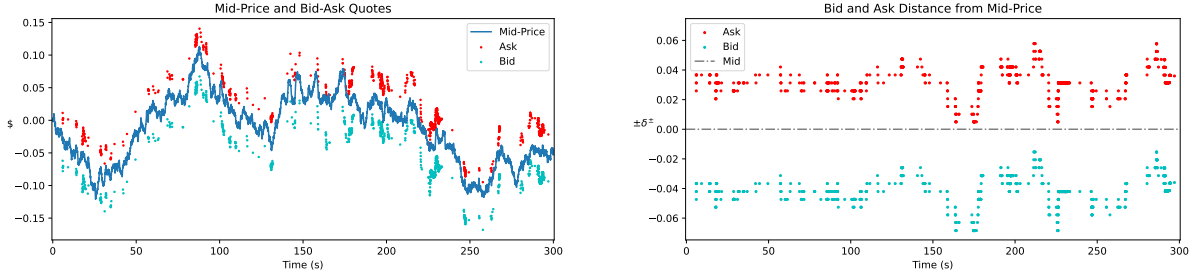 Mid-Price and Bid-Ask Quotes
0.15
0.10
0.05
0.00
−0.05
−0.10
−0.15
$
Mid-Price
Ask
Bid
0
50
100
150
200
250
300
Time (s)
Bid and Ask Distance from Mid-Price
0.06
0.04
0.02
0.00
−0.02
−0.04
−0.06
±δ±
Ask
Bid
Mid
0
50
100
150
200
250
300
Time (s)